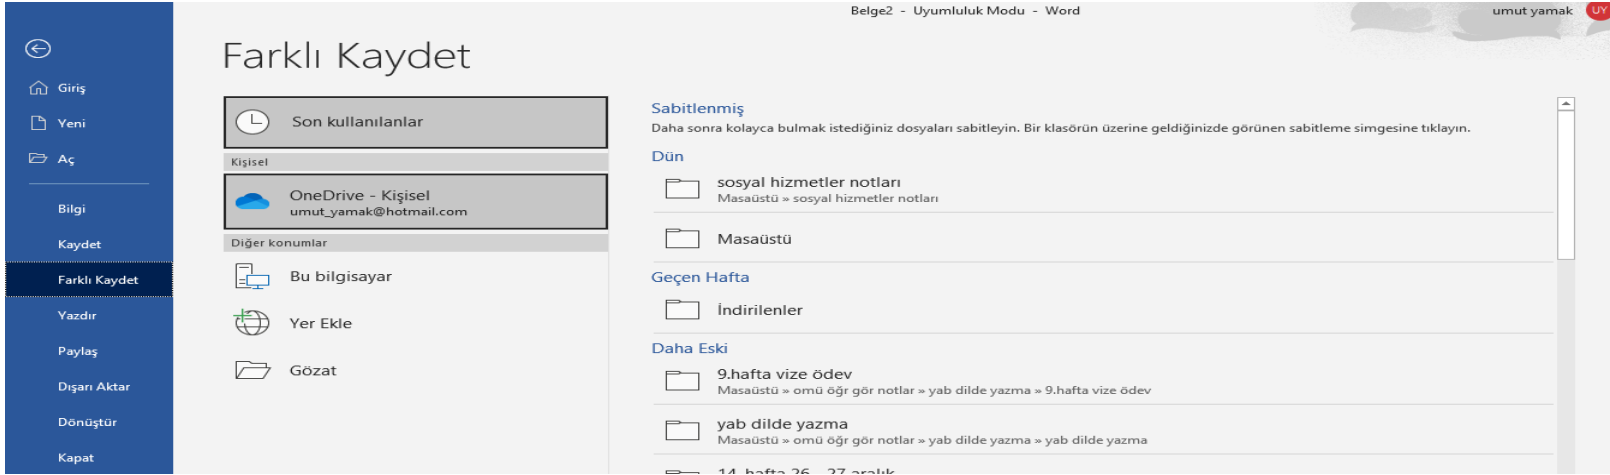 Belge2 - Uyumluluk Modu - Word
umut yamak
UY
Farklı Kaydet
Giriş
Yeni
Aç
Bilgi
Kaydet
Farklı Kaydet
Yazdır
Paylaş
Dışarı Aktar
Dönüştür
Kapat
Son kullanılanlar
Kişisel
OneDrive - Kişisel
umut_yamak@hotmail.com
Diğer konumlar
Bu bilgisayar
Yer Ekle
Gözat
Sabitlenmiş
Daha sonra kolayca bulmak istediğiniz dosyaları sabitleyin. Bir klasörün üzerine geldiğinizde görünen sabitleme simgesine tıklayın.
Dün
sosyal hizmetler notları
Masaüstü » sosyal hizmetler notları
Masaüstü
Geçen Hafta
İndirilenler
Daha Eski
9.hafta vize ödev
Masaüstü » omü öğr gör notlar » yab dilde yazma » 9.hafta vize ödev
yab dilde yazma
Masaüstü » omü öğr gör notlar » yab dilde yazma » yab dilde yazma
14. hafta 26 - 27 aralık